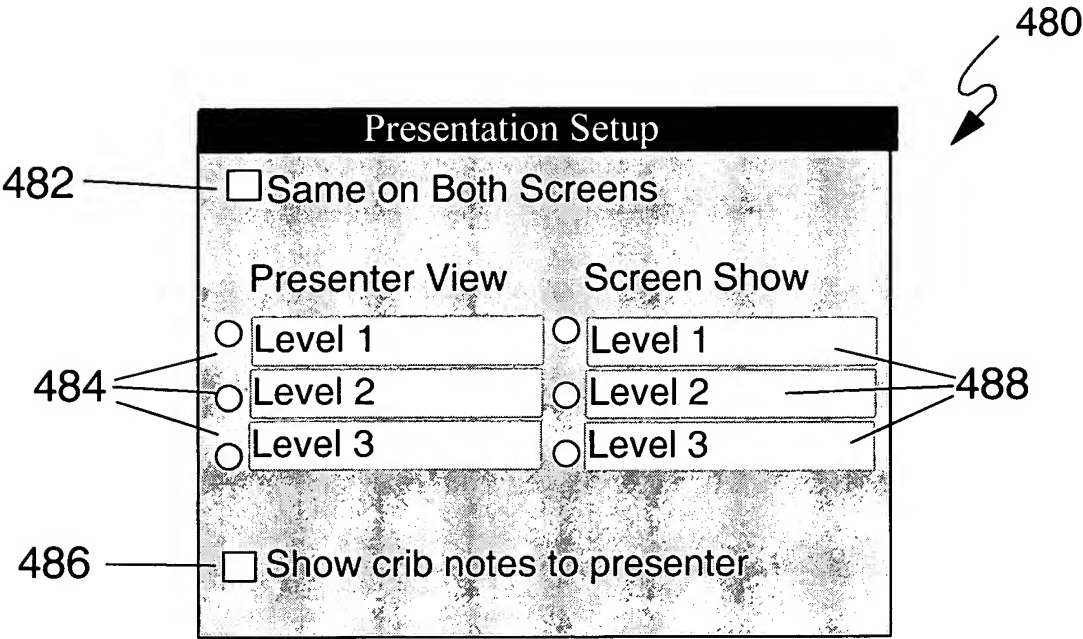 480
Presentation Setup
482
Same on Both Screens
Presenter View
Screen Show
Level 1
Level 1
484
Level 2
Level 2
488
Level 3
Level 3
486
Show crib notes to presenter